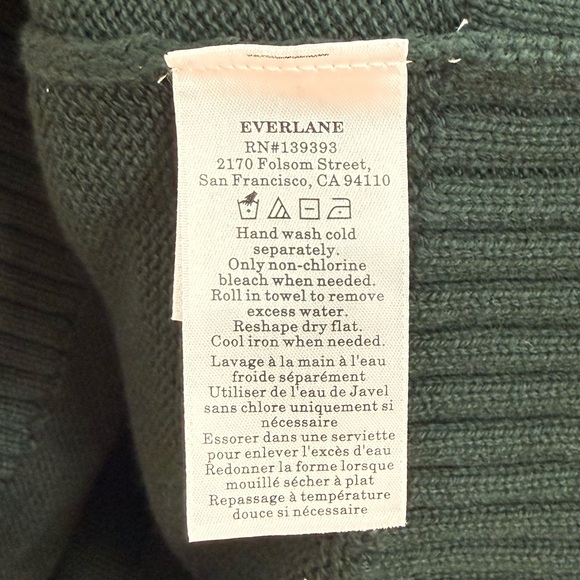 EVERLANE
RN#139393
2170 Folsom Street,
San Francisco, CA 94110
Hand wash cold
separately.
Only non-chlorine
bleach when needed.
Roll in towel to remove
excess water.
Reshape dry flat.
Cool iron when needed.
Lavage à la main à l'eau
froide séparément
Utiliser de l'eau de Javel
sans chlore uniquement si
nécessaire
Essorer dans une serviette
pour enlever l'excès d'eau
Redonner la forme lorsque
mouillé sécher à plat
Repassage à température
douce si nécessaire